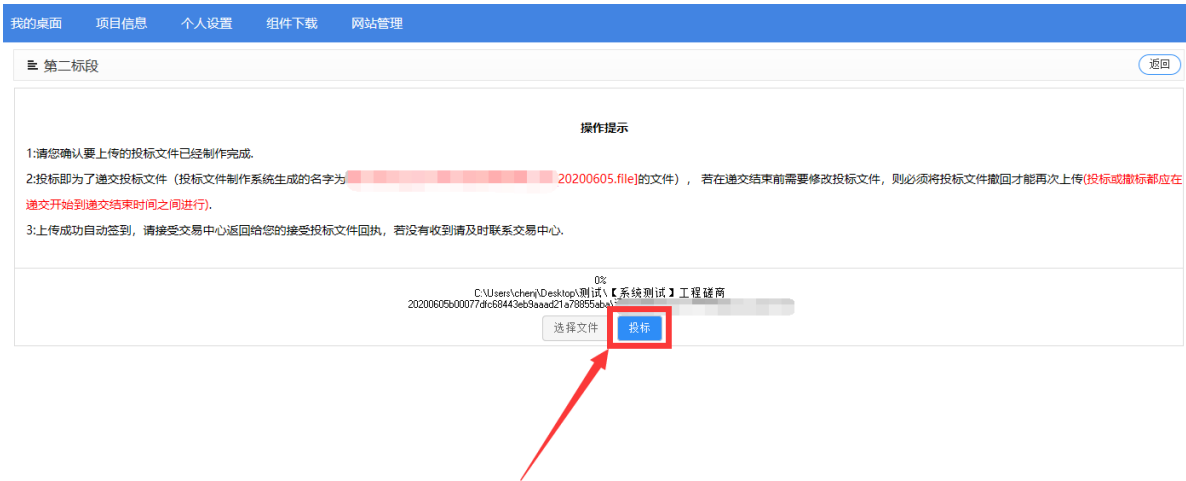 我的桌面 项目信息 个人设置 组件下载 网站管理
第二标段 返回
操作提示
1:请您确认要上传的投标文件已经制作完成.
2:投标即为了递交投标文件（投标文件制作系统生成的名字为 20200605.file]的文件）， 若在递交结束前需要修改投标文件，则必须将投标文件撤回才能再次上传(投标或撤标都应在
递交开始到递交结束时间之间进行).
3:上传成功自动签到，请接受交易中心返回给您的接受投标文件回执，若没有收到请及时联系交易中心.
0%
C:\Users\chenj\Desktop\测试\【系统测试】工程磋商
20200605b00077dfc68443eb9aaad21a78855aba\
选择文件 投标